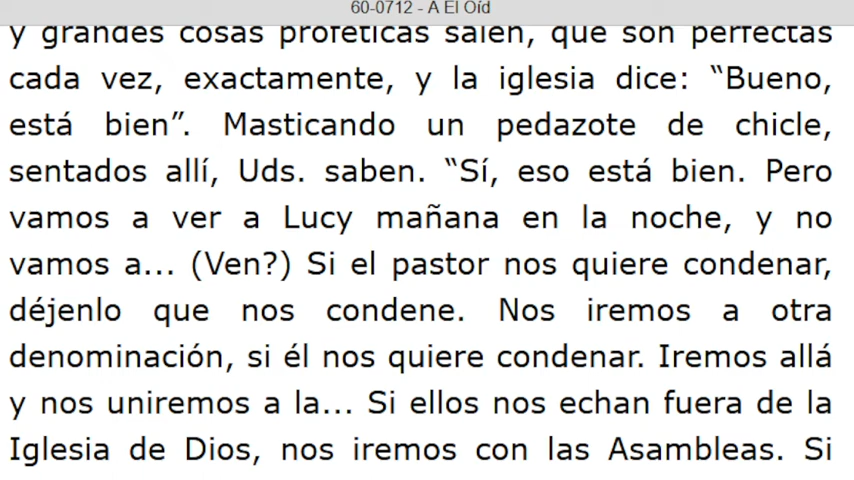 60-0712 - A El Oíd
y grandes cosas proféticas salen, que son perfectas
cada vez, exactamente, y la iglesia dice: “Bueno,
está bien”. Masticando un pedazote de chicle,
sentados allí, Uds. saben. “Sí, eso está bien. Pero
vamos a ver a Lucy mañana en la noche, y no
vamos a... (Ven?) Si el pastor nos quiere condenar,
déjenlo que nos condene. Nos iremos a otra
denominación, si él nos quiere condenar. Iremos allá
y nos uniremos a la... Si ellos nos echan fuera de la
Iglesia de Dios, nos iremos con las Asambleas. Si